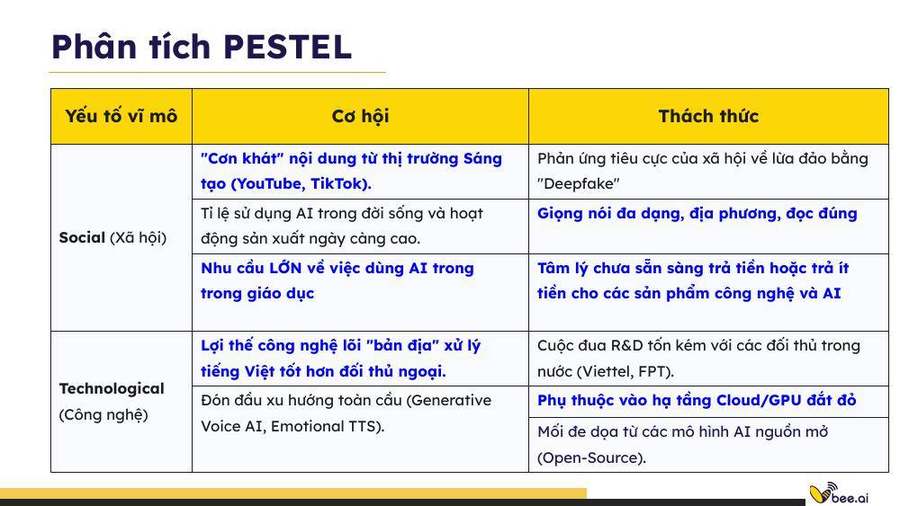 Phân tích PESTEL
Yếu tố vĩ mô
Cơ hội
Thách thức
Social (Xã hội)
"Cơn khát" nội dung từ thị trường Sáng
tạo (YouTube, TikTok).
Phản ứng tiêu cực của xã hội về lừa đảo bằng
"Deepfake"
Tỉ lệ sử dụng AI trong đời sống và hoạt
động sản xuất ngày càng cao.
Giọng nói đa dạng, địa phương, đọc đúng
Nhu cầu LỚN về việc dùng AI trong
trong giáo dục
Tâm lý chưa sẵn sàng trả tiền hoặc trả ít
tiền cho các sản phẩm công nghệ và AI
Technological
(Công nghệ)
Lợi thế công nghệ lõi "bản địa" xử lý
tiếng Việt tốt hơn đối thủ ngoại.
Cuộc đua R&D tốn kém với các đối thủ trong
nước (Viettel, FPT).
Đón đầu xu hướng toàn cầu (Generative
Voice AI, Emotional TTS).
Phụ thuộc vào hạ tầng Cloud/GPU đắt đỏ
Mối đe dọa từ các mô hình AI nguồn mở
(Open-Source).
Vbee.ai